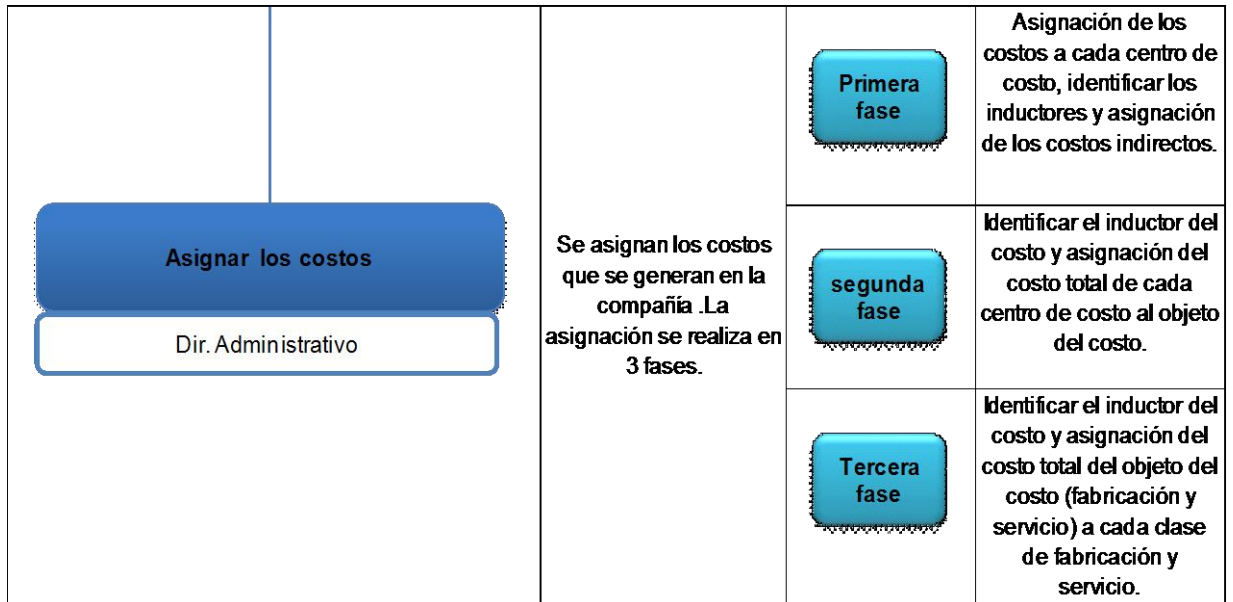 Asignar los costos
Dir. Administrativo
Se asignan los costos
que se generan en la
compañía .La
asignación se realiza en
3 fases.
Primera
fase
Asignación de los
costos a cada centro de
costo, identificar los
inductores y asignación
de los costos indirectos.
segunda
fase
Identificar el inductor del
costo y asignación del
costo total de cada
centro de costo al objeto
del costo.
Tercera
fase
Identificar el inductor del
costo y asignación del
costo total del objeto del
costo (fabricación y
servicio) a cada clase
de fabricación y
servicio.